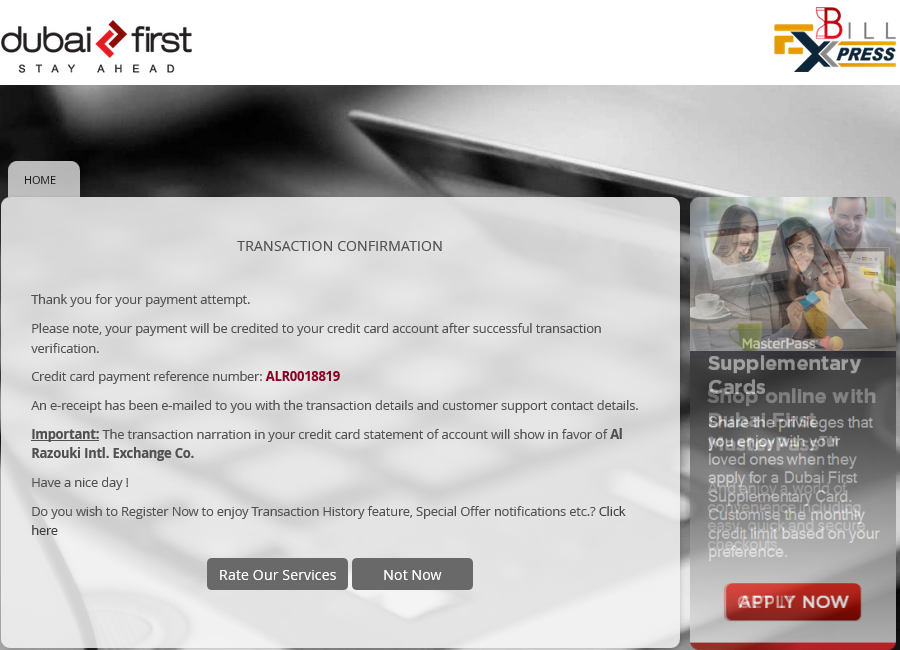 dubai first
STAY AHEAD
BILL
EXPRESS
HOME
TRANSACTION CONFIRMATION
Thank you for your payment attempt.
Please note, your payment will be credited to your credit card account after successful transaction
verification.
Credit card payment reference number: ALR0018819
An e-receipt has been e-mailed to you with the transaction details and customer support contact details.
Important: The transaction narration in your credit card statement of account will show in favor of Al
Razouki Intl. Exchange Co.
Have a nice day !
Do you wish to Register Now to enjoy Transaction History feature, Special Offer notifications etc.? Click
here
Rate Our Services
Not Now
MasterPass
Supplementary
Cards
Share the privileges that
you enjoy with your
loved ones when they
apply for a Dubai First
Supplementary Card.
Customise the monthly
credit limit based on your
preference.
Shop online with
Dubai First
MasterPass™
And enjoy a world of
convenience including
easy, quick and secure
checkouts.
APPLY NOW